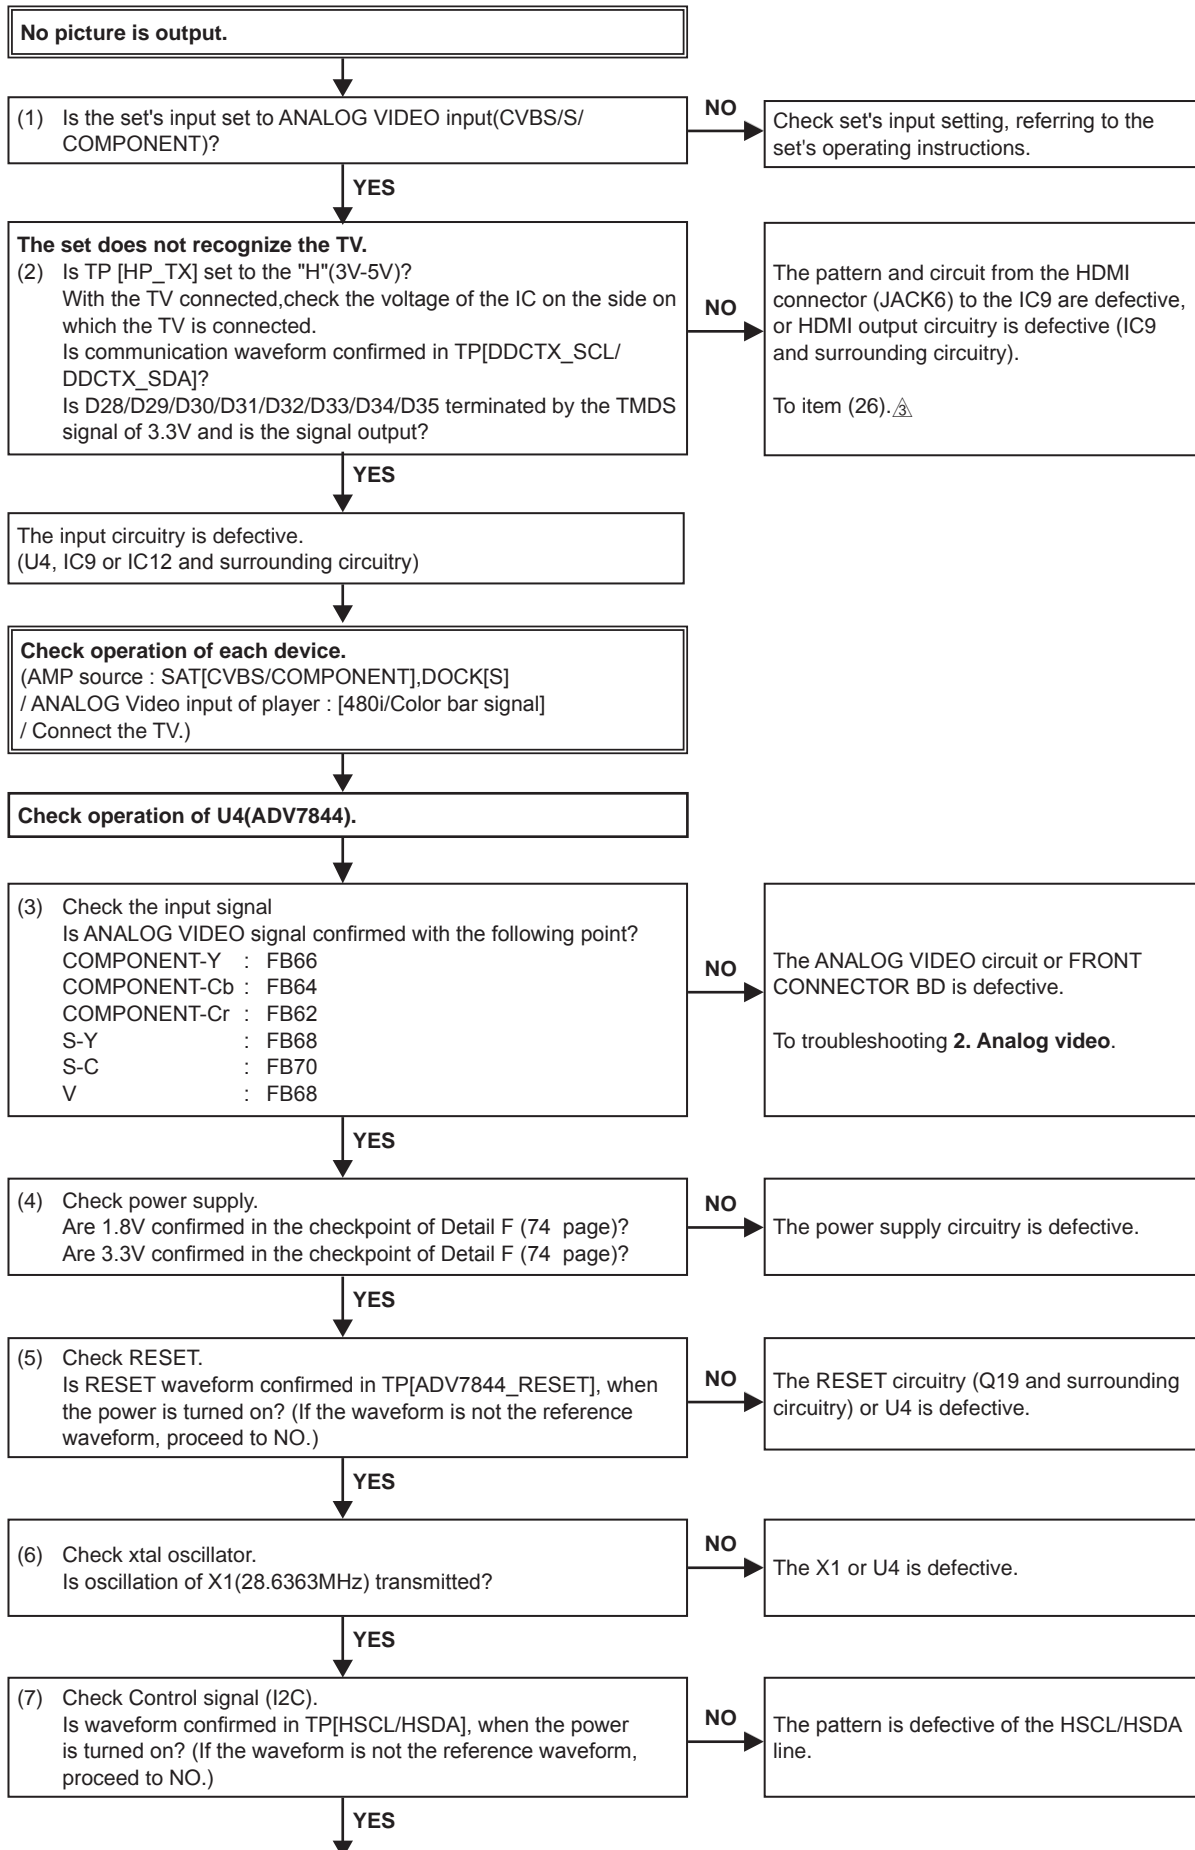 No picture is output.
(1) Is the set's input set to ANALOG VIDEO input(CVBS/S/
COMPONENT)?
NO
Check set's input setting, referring to the
set's operating instructions.
YES
The set does not recognize the TV.
(2) Is TP [HP_TX] set to the "H"(3V-5V)?
With the TV connected,check the voltage of the IC on the side on
which the TV is connected.
Is communication waveform confirmed in TP[DDCTX_SCL/
DDCTX_SDA]?
Is D28/D29/D30/D31/D32/D33/D34/D35 terminated by the TMDS
signal of 3.3V and is the signal output?
NO
The pattern and circuit from the HDMI
connector (JACK6) to the IC9 are defective,
or HDMI output circuitry is defective (IC9
and surrounding circuitry).
To item (26). 3
YES
The input circuitry is defective.
(U4, IC9 or IC12 and surrounding circuitry)
Check operation of each device.
(AMP source : SAT[CVBS/COMPONENT],DOCK[S]
/ ANALOG Video input of player : [480i/Color bar signal]
/ Connect the TV.)
Check operation of U4(ADV7844).
(3) Check the input signal
Is ANALOG VIDEO signal confirmed with the following point?
COMPONENT-Y : FB66
COMPONENT-Cb : FB64
COMPONENT-Cr : FB62
S-Y : FB68
S-C : FB70
V : FB68
NO
The ANALOG VIDEO circuit or FRONT
CONNECTOR BD is defective.
To troubleshooting 2. Analog video.
YES
(4) Check power supply.
Are 1.8V confirmed in the checkpoint of Detail F (74 page)?
Are 3.3V confirmed in the checkpoint of Detail F (74 page)?
NO
The power supply circuitry is defective.
YES
(5) Check RESET.
Is RESET waveform confirmed in TP[ADV7844_RESET], when
the power is turned on? (If the waveform is not the reference
waveform, proceed to NO.)
NO
The RESET circuitry (Q19 and surrounding
circuitry) or U4 is defective.
YES
(6) Check xtal oscillator.
Is oscillation of X1(28.6363MHz) transmitted?
NO
The X1 or U4 is defective.
YES
(7) Check Control signal (I2C).
Is waveform confirmed in TP[HSCL/HSDA], when the power
is turned on? (If the waveform is not the reference waveform,
proceed to NO.)
NO
The pattern is defective of the HSCL/HSDA
line.
YES